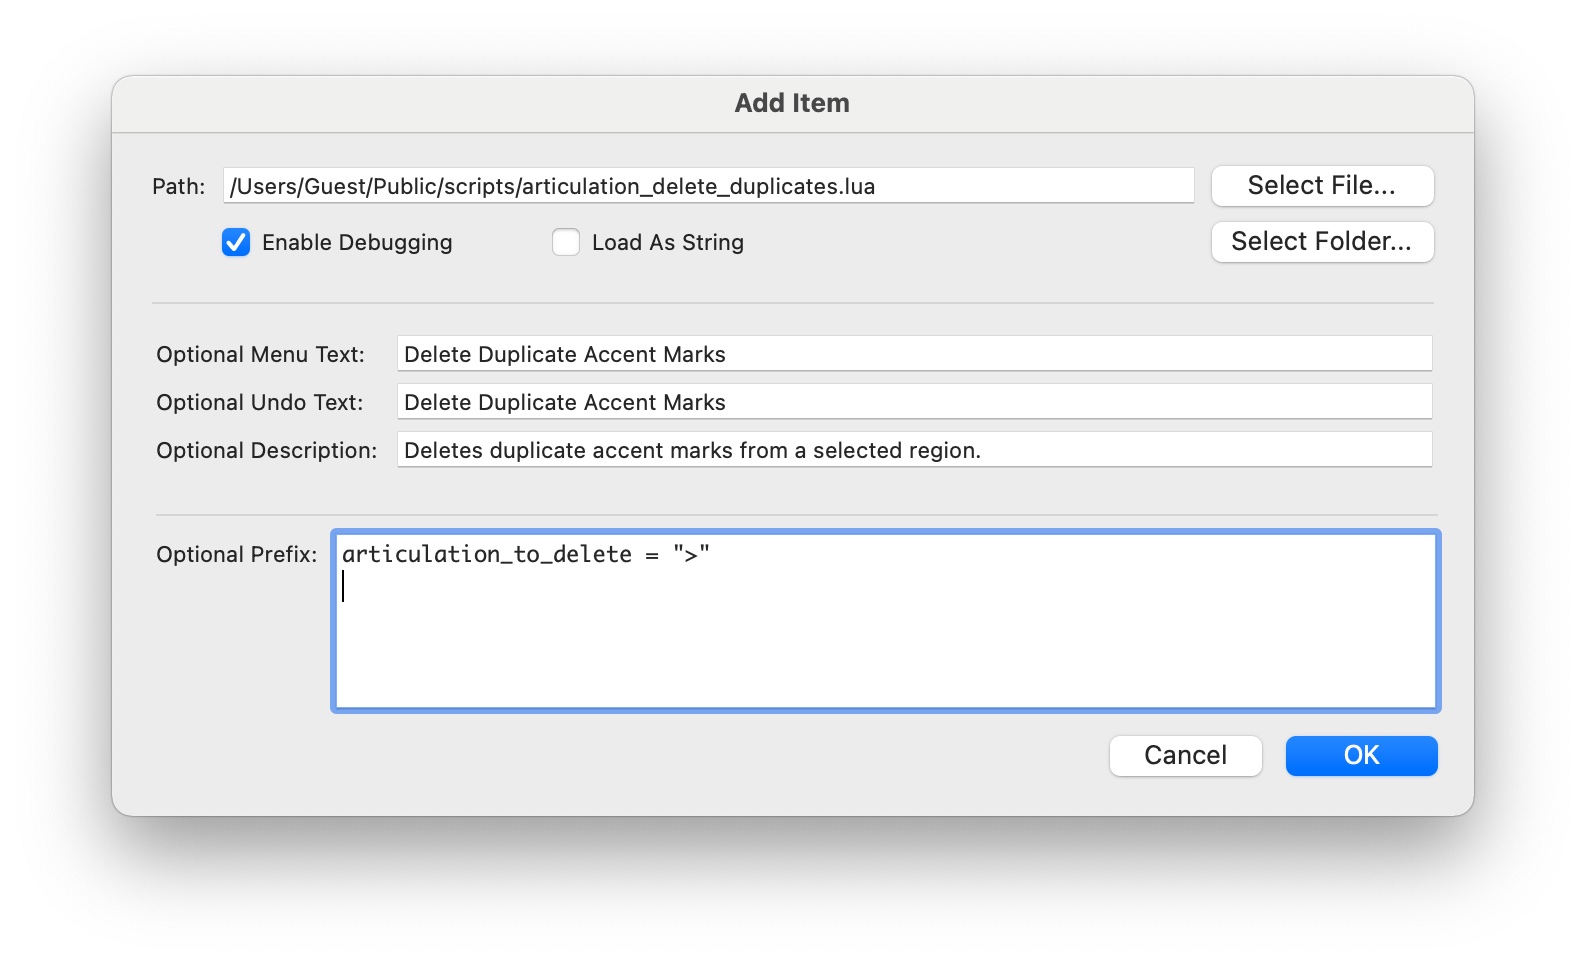 Add Item
Path: /Users/Guest/Public/scripts/articulation_delete_duplicates.lua Select File...
Enable Debugging Load As String Select Folder...
Optional Menu Text: Delete Duplicate Accent Marks
Optional Undo Text: Delete Duplicate Accent Marks
Optional Description: Deletes duplicate accent marks from a selected region.
Optional Prefix: articulation_to_delete = ">"
Cancel OK